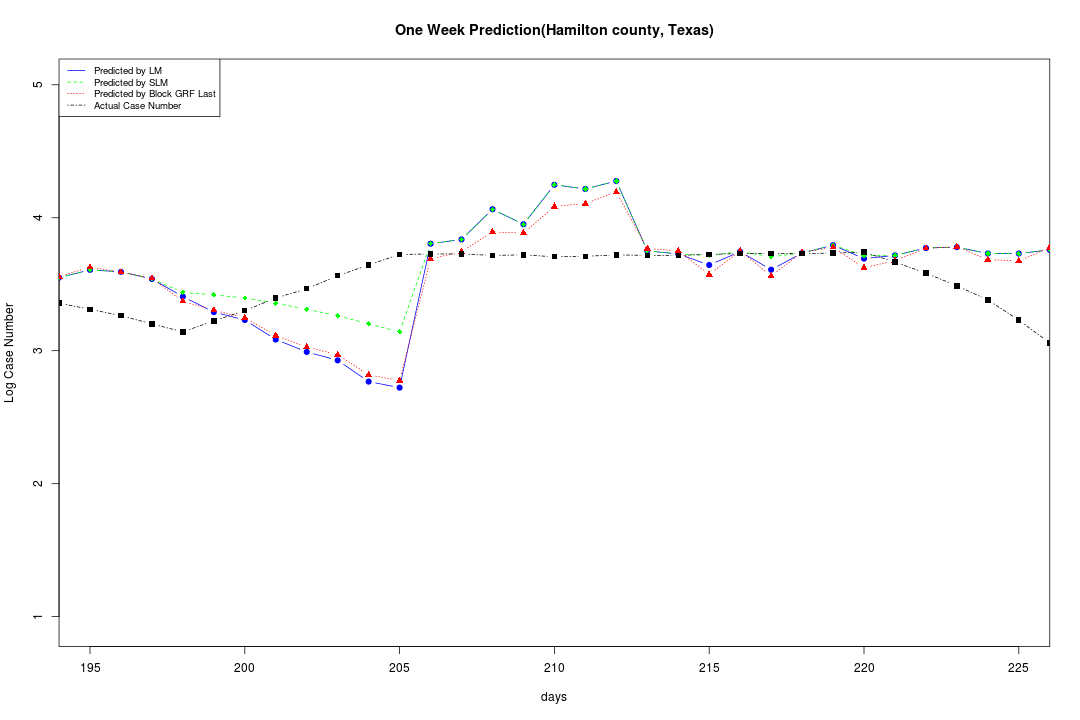 One Week Prediction(Hamilton county, Texas)
Predicted by LM
Predicted by SLM
Predicted by Block GRF Last
Actual Case Number
5
4
3
2
1
Log Case Number
195 200 205 210 215 220 225
days